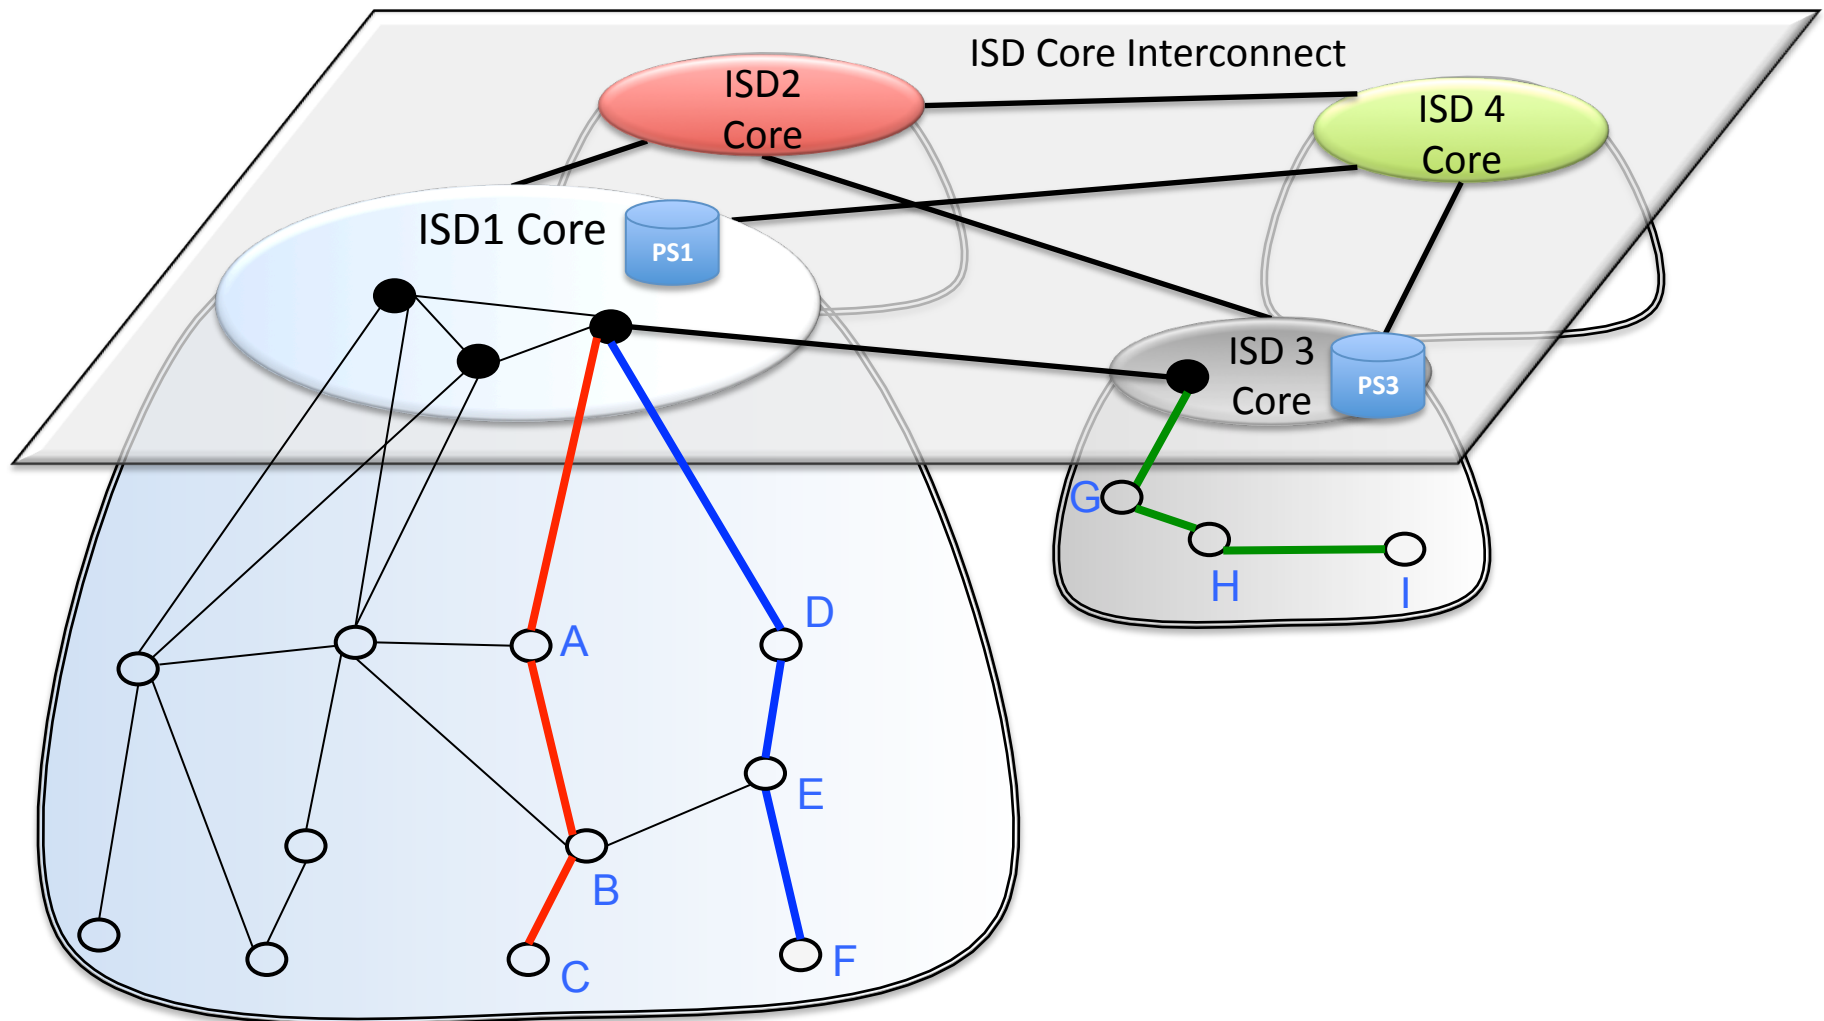 ISD Core Interconnect
ISD2
Core
ISD 4
Core
ISD1 Core
PS1
ISD 3
Core
PS3
G
H
I
A
D
E
B
C
F